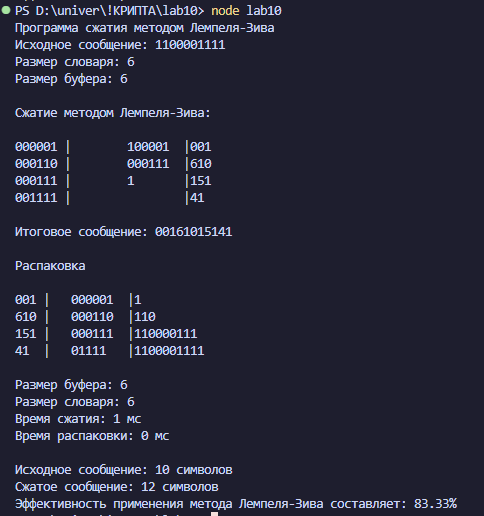 PS D:\univer\!КРИПТА\lab10> node lab10
Программа сжатия методом Лемпеля-Зива
Исходное сообщение: 1100001111
Размер словаря: 6
Размер буфера: 6
Сжатие методом Лемпеля-Зива:
000001 | 100001 |001
000110 | 000111 |610
000111 | 1 |151
001111 | |41
Итоговое сообщение: 00161015141
Распаковка
001 | 000001 |1
610 | 000110 |110
151 | 000111 |110000111
41 | 01111 |1100001111
Размер буфера: 6
Размер словаря: 6
Время сжатия: 1 мс
Время распаковки: 0 мс
Исходное сообщение: 10 символов
Сжатое сообщение: 12 символов
Эффективность применения метода Лемпеля-Зива составляет: 83.33%